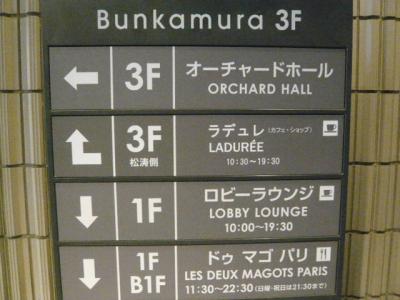 Bunkamura 3F
3F オーチャードホール
ORCHARD HALL
3F ラデュレ (カフェ・ショップ)
松濤側 LADURÉE
10:30~19:30
1F ロビーラウンジ
LOBBY LOUNGE
10:00~19:30
1F ドゥ マゴ パリ
B1F LES DEUX MAGOTS PARIS
11:30~22:30 (日曜・祝日は21:30まで)